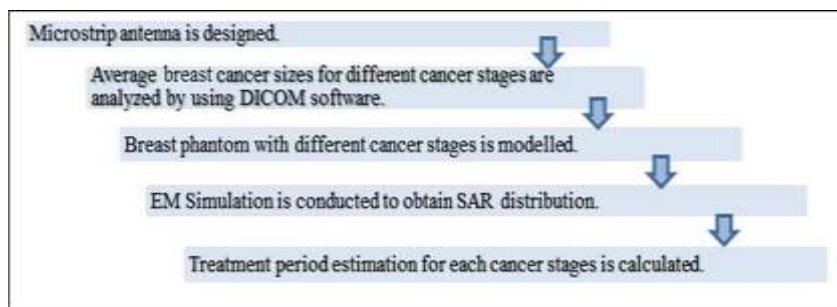 Microstrip antenna is designed.
Average breast cancer sizes for different cancer stages are
analyzed by using DICOM software.
Breast phantom with different cancer stages is modelled.
EM Simulation is conducted to obtain SAR distribution.
Treatment period estimation for each cancer stages is calculated.